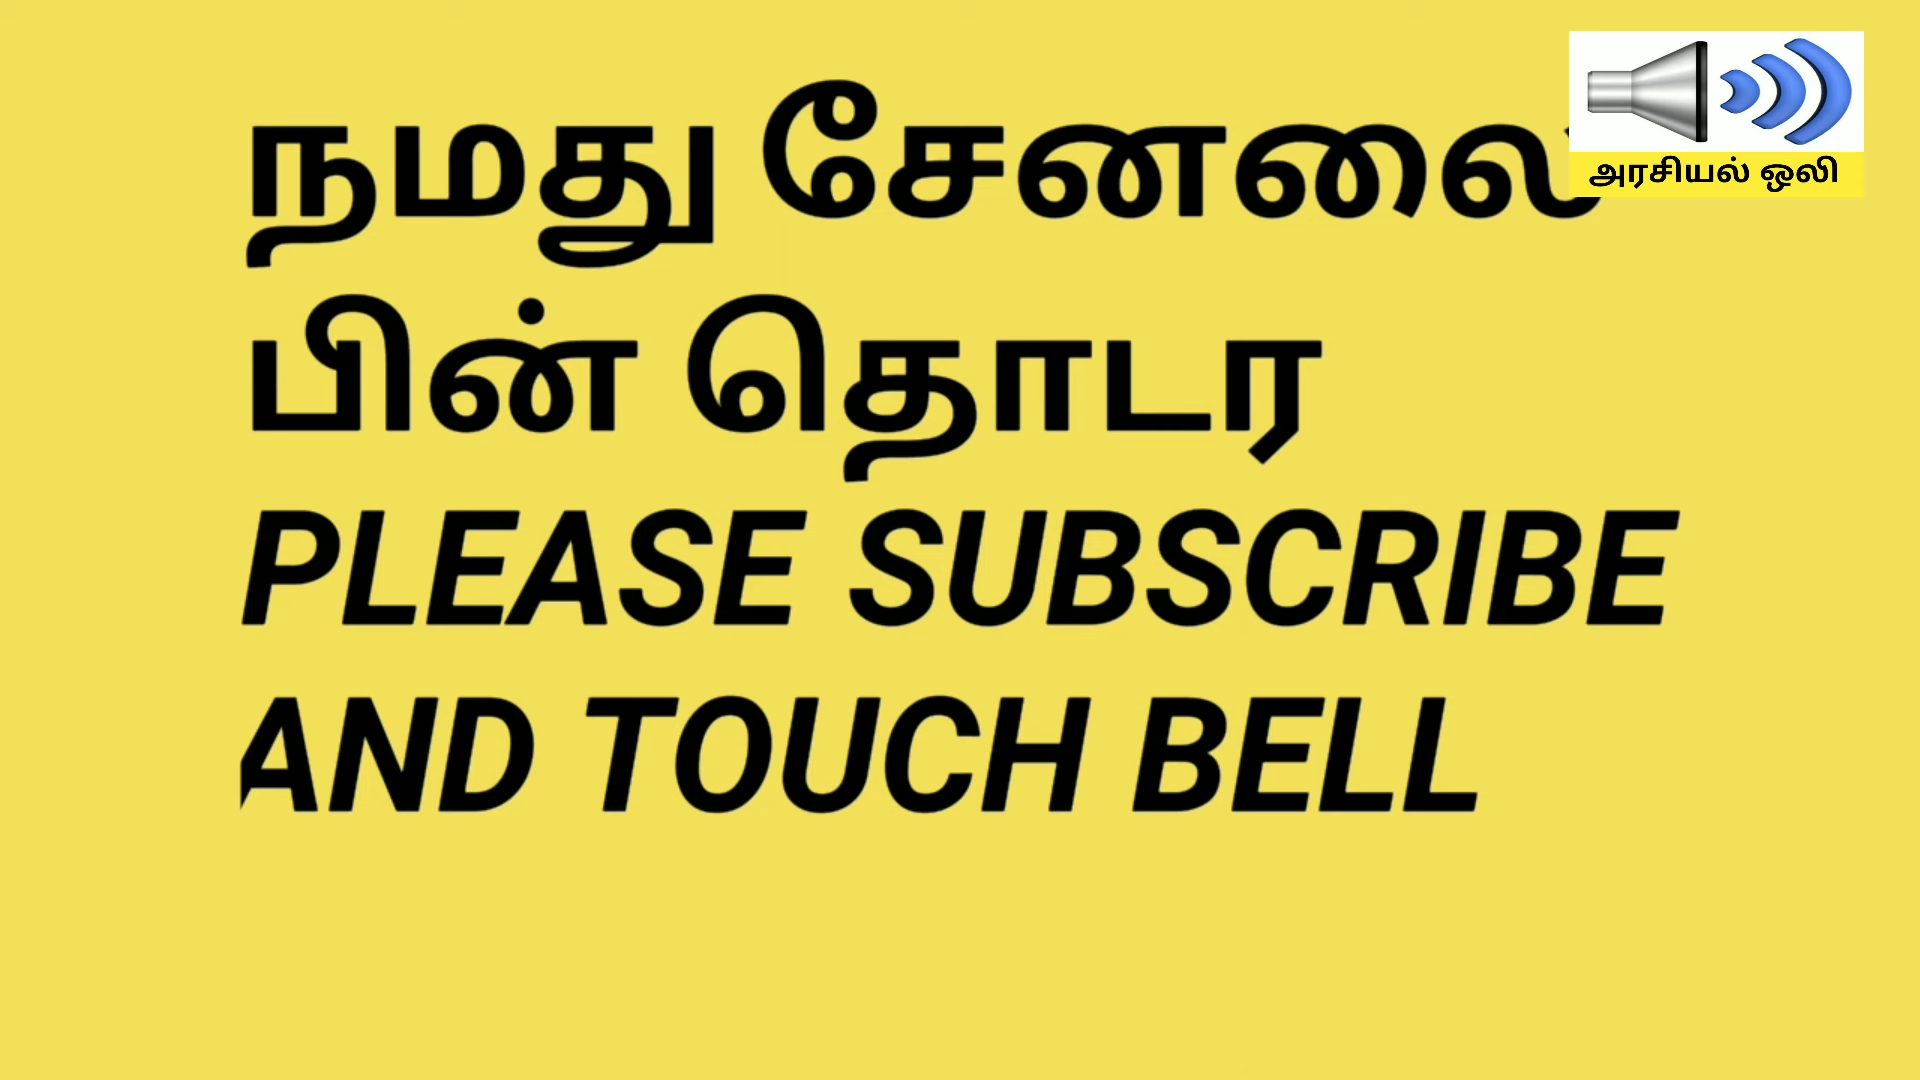 நமது சேனலை
பின் தொடர
PLEASE SUBSCRIBE
AND TOUCH BELL
அரசியல் ஒலி